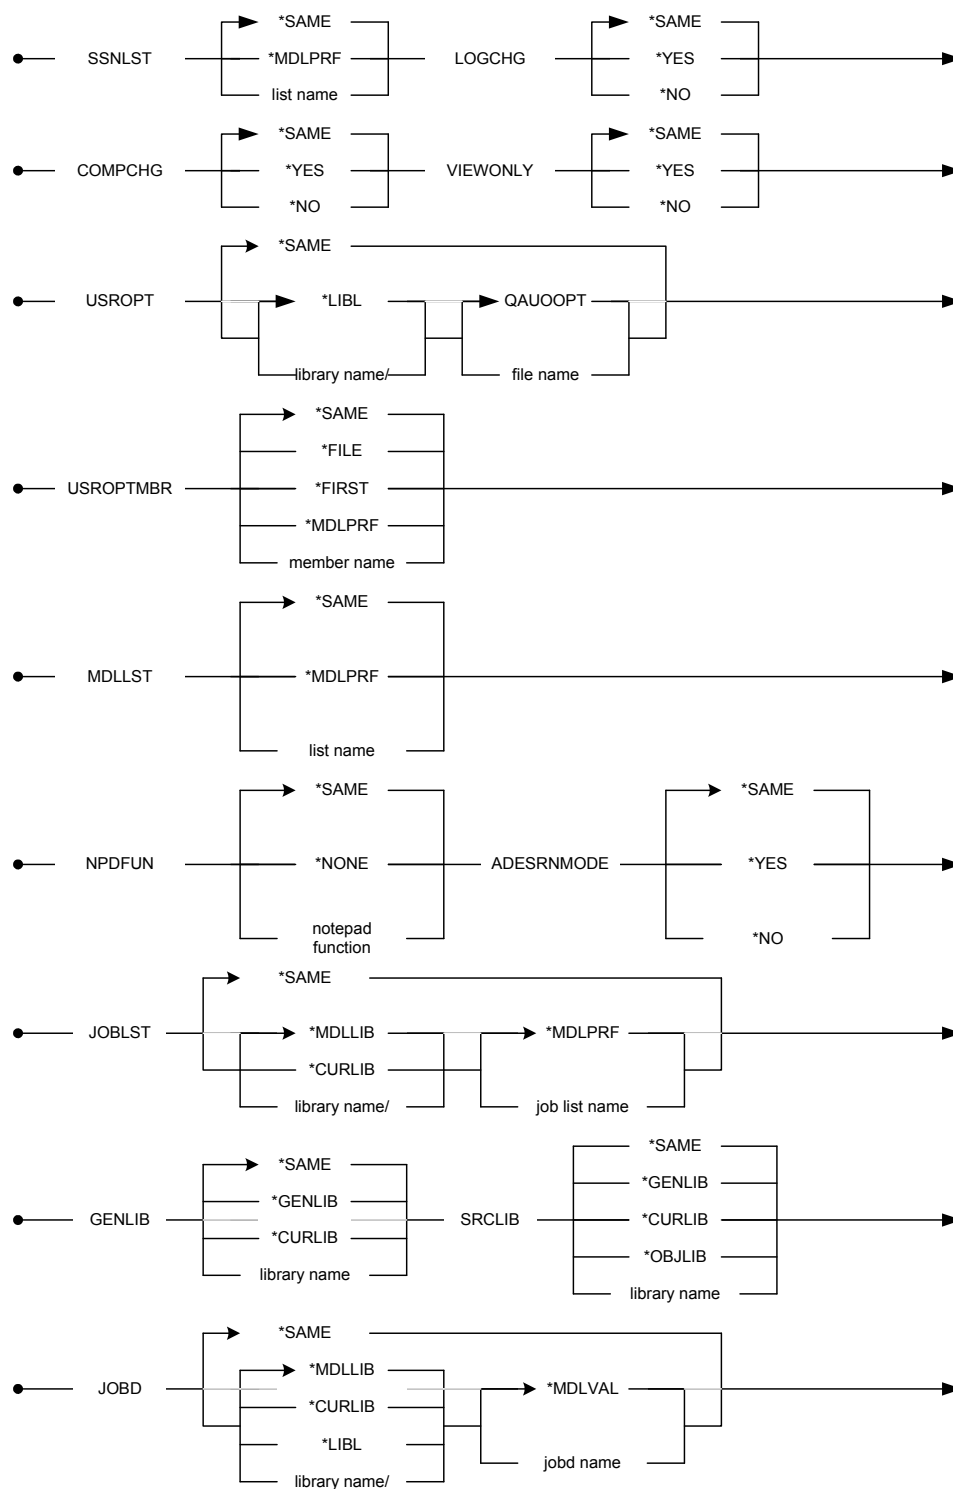 *SAME
*SAME
SSNLST
*MDLPRF
LOGCHG
*YES
list name
*NO
*SAME
*SAME
COMPCHG
*YES
VIEWONLY
*YES
*NO
*NO
*SAME
USROPT
*LIBL
QAUOOPT
library name/
file name
*SAME
*FILE
USROPTMBR
*FIRST
*MDLPRF
member name
*SAME
MDLLST
*MDLPRF
list name
*SAME
*SAME
NPDFUN
*NONE
ADESRNMODE
*YES
notepad
function
*NO
*SAME
JOBLST
*MDLLIB
*MDLPRF
*CURLIB
library name/
job list name
*SAME
*SAME
*GENLIB
*GENLIB
GENLIB
SRCLIB
*CURLIB
*CURLIB
*OBJLIB
library name
library name
*SAME
*MDLLIB
JOBD
*MDLVAL
*CURLIB
*LIBL
jobd name
library name/